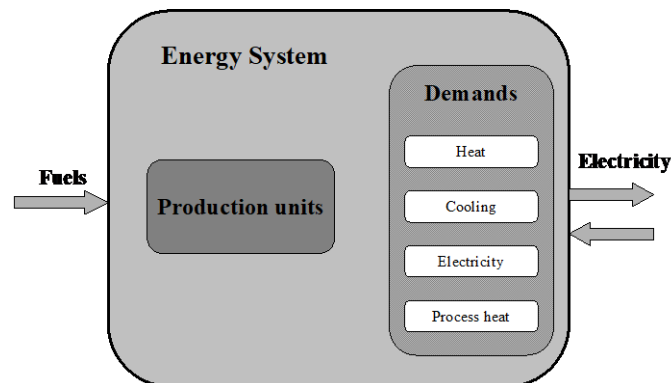 Energy System
Demands
Heat
Electricity
Fuels
Production units
Cooling
Electricity
Process heat